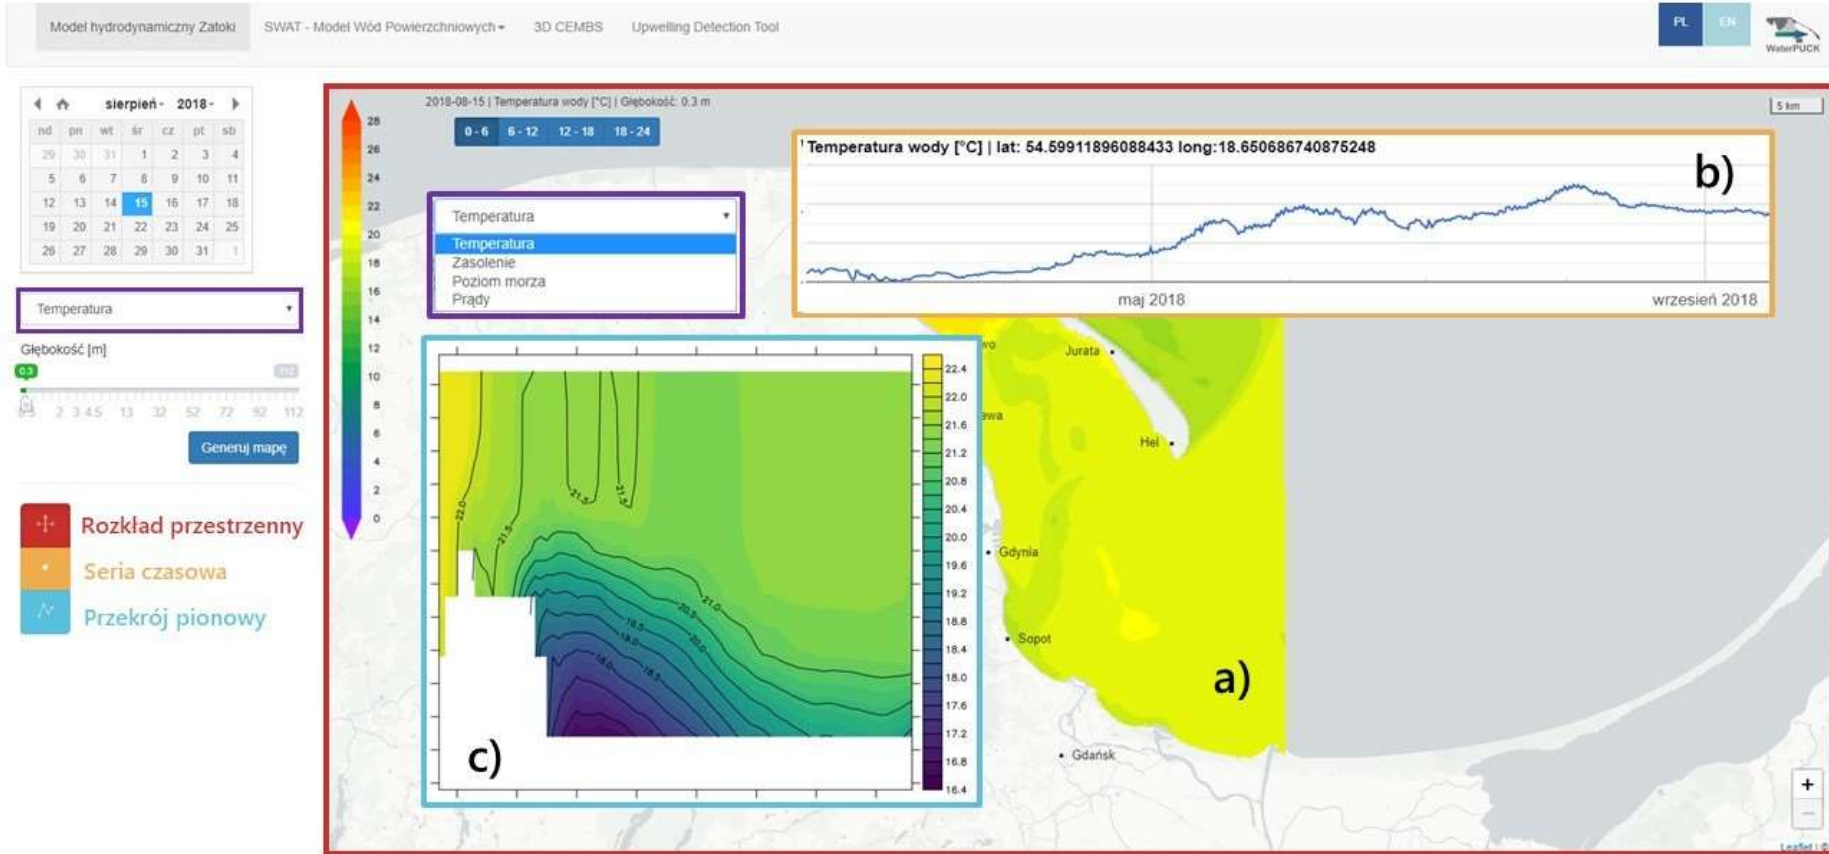 Model hydrodynamiczny Zatoki SWAT - Model Wód Powierzchniowych 3D CEMBS Upwelling Detection Tool PL EN
WaterPUCK
sierpień 2018
nd pn wt śr cz pt sb
29 30 31 1 2 3 4
5 6 7 8 9 10 11
12 13 14 15 16 17 18
19 20 21 22 23 24 25
26 27 28 29 30 31 1
Temperatura
Głębokość [m]
0.3 112
2 3 4.5 13 32 52 72 92 112
Generuj mapę
Rozkład przestrzenny
Seria czasowa
Przekrój pionowy
2018-08-15 | Temperatura wody [°C] | Głębokość: 0.3 m
0 - 6 6 - 12 12 - 18 18 - 24
5 km
28
26
24
22
20
18
16
14
12
10
8
6
4
2
0
Temperatura
Temperatura
Zasolenie
Poziom morza
Prądy
Temperatura wody [°C] | lat: 54.59911896088433 long:18.650686740875248
b)
maj 2018 wrzesień 2018
22.4
22.0
21.6
21.2
20.8
20.4
20.0
19.6
19.2
18.8
18.4
18.0
17.6
17.2
16.8
16.4
22.0
21.5
21.5
21.5
21.0
20.5
20.0
19.5
19.0
18.5
18.0
c)
Jurata
Hel
Gdynia
Sopot
a)
Gdańsk
+
−
Leaflet | ©